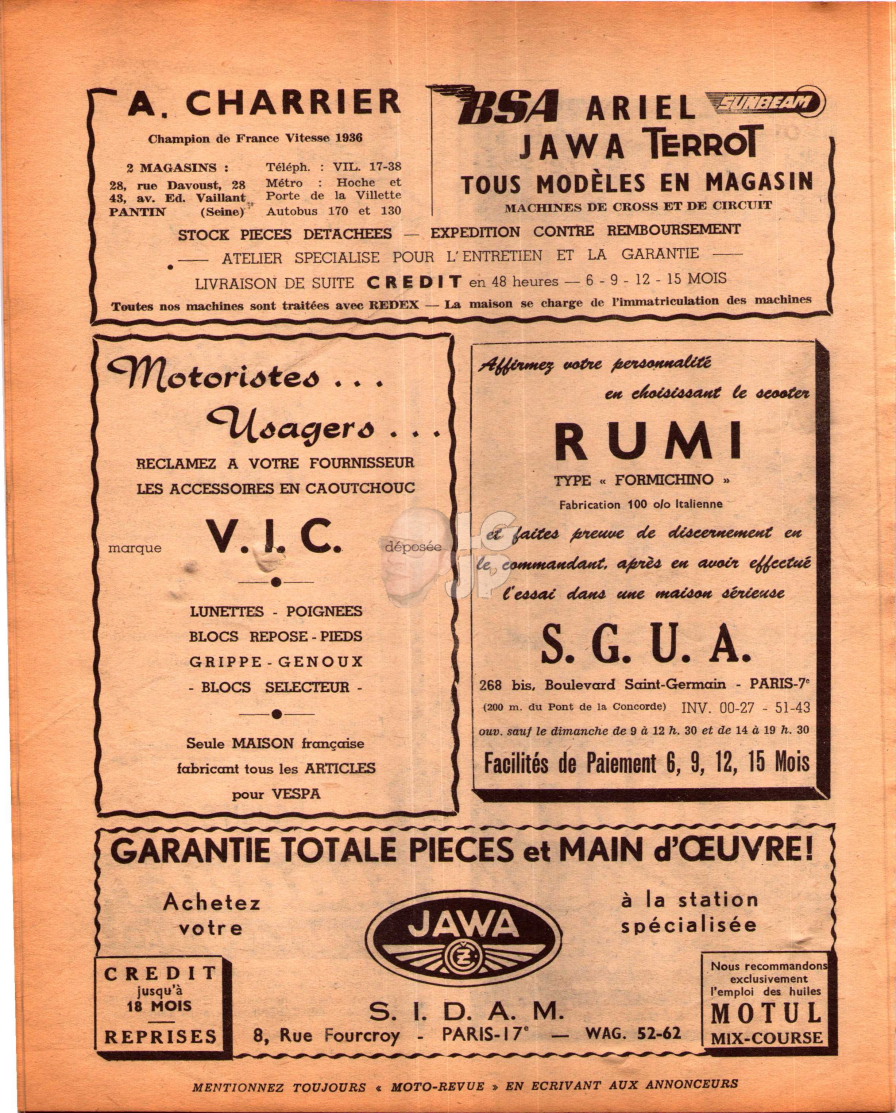 A. CHARRIER
Champion de France Vitesse 1936
2 MAGASINS :
28, rue Davoust, 28
43, av. Ed. Vaillant
PANTIN (Seine)
Téléph. : VIL. 17-38
Métro : Hoche et
Porte de la Villette
Autobus 170 et 130
BSA ARIEL SUNBEAM
JAWA TERROT
TOUS MODÈLES EN MAGASIN
MACHINES DE CROSS ET DE CIRCUIT
STOCK PIECES DETACHEES — EXPEDITION CONTRE REMBOURSEMENT
— ATELIER SPECIALISE POUR L'ENTRETIEN ET LA GARANTIE —
LIVRAISON DE SUITE CREDIT en 48 heures — 6 - 9 - 12 - 15 MOIS
Toutes nos machines sont traitées avec REDEX — La maison se charge de l'immatriculation des machines
Motoristes . . .
Usagers . . .
RECLAMEZ A VOTRE FOURNISSEUR
LES ACCESSOIRES EN CAOUTCHOUC
marque V. I. C. déposée
LUNETTES - POIGNEES
BLOCS REPOSE - PIEDS
GRIPPE - GENOUX
- BLOCS SELECTEUR -
Seule MAISON française
fabricant tous les ARTICLES
pour VESPA
Affirmez votre personnalité
en choisissant le scooter
RUMI
TYPE « FORMICHINO »
Fabrication 100 o/o Italienne
et faites preuve de discernement en
le commandant, après en avoir effectué
l'essai dans une maison sérieuse
S. G. U. A.
268 bis, Boulevard Saint-Germain - PARIS-7e
(200 m. du Pont de la Concorde) INV. 00-27 - 51-43
ouv. sauf le dimanche de 9 à 12 h. 30 et de 14 à 19 h. 30
Facilités de Paiement 6, 9, 12, 15 Mois
LG
JP
GARANTIE TOTALE PIECES et MAIN d'ŒUVRE!
Achetez
votre
JAWA
CZ
à la station
spécialisée
CREDIT
jusqu'à
18 MOIS
REPRISES
S. I. D. A. M.
8, Rue Fourcroy - PARIS-17e — WAG. 52-62
Nous recommandons
exclusivement
l'emploi des huiles
MOTUL
MIX-COURSE
MENTIONNEZ TOUJOURS « MOTO-REVUE » EN ECRIVANT AUX ANNONCEURS